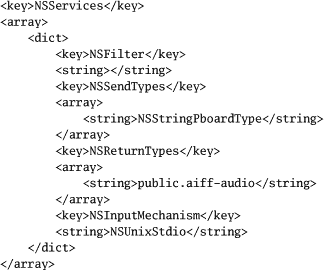 <key>NSServices</key>
<array>
    <dict>
        <key>NSFilter</key>
        <string></string>
        <key>NSSendTypes</key>
        <array>
            <string>NSStringPboardType</string>
        </array>
        <key>NSReturnTypes</key>
        <array>
            <string>public.aiff-audio</string>
        </array>
        <key>NSInputMechanism</key>
        <string>NSUnixStdio</string>
    </dict>
</array>